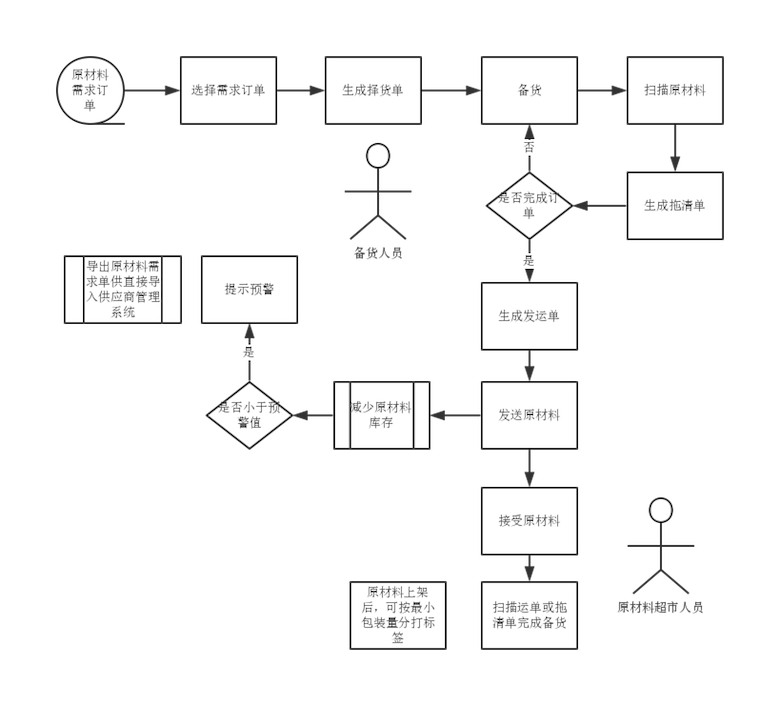 原材料
需求订
单
选择需求订单
生成择货单
备货
扫描原材料
否
是否完成订
单
生成拖清单
备货人员
导出原材料需
求单供直接导
入供应商管理
系统
提示预警
是
生成发运单
是
是否小于预
警值
减少原材料
库存
发送原材料
接受原材料
原材料上架
后，可按最小
包装量分打标
签
扫描运单或拖
清单完成备货
原材料超市人员